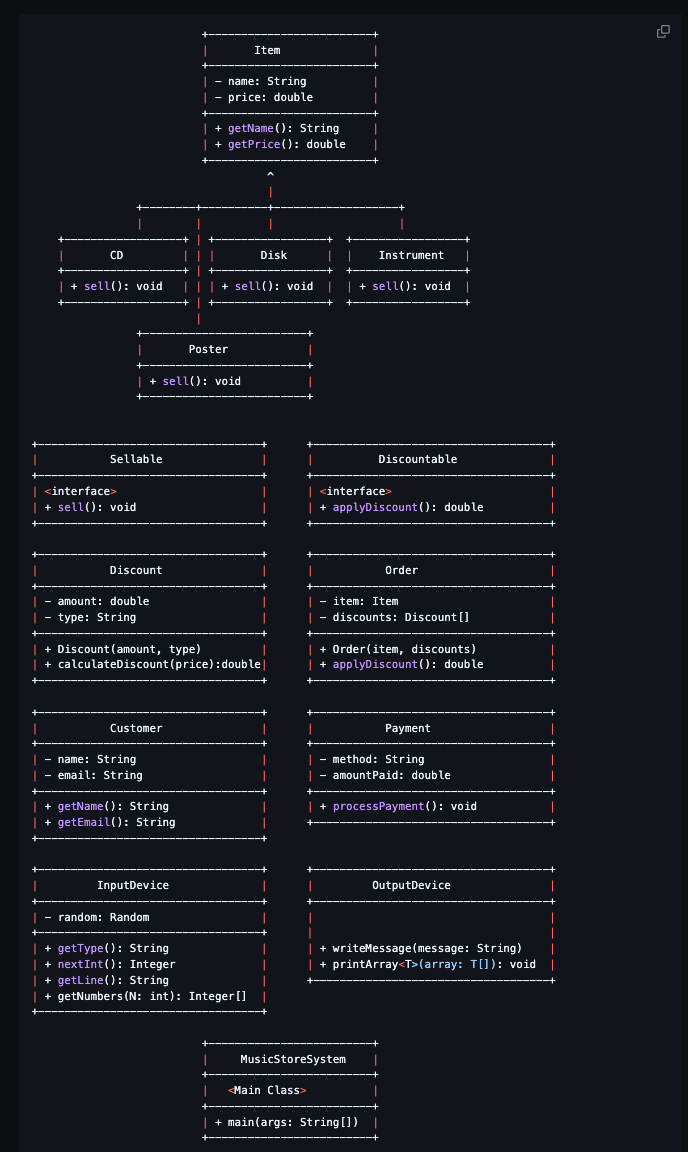 +-------------------------+
|       Item              |
+-------------------------+
| - name: String          |
| - price: double         |
+-------------------------+
| + getName(): String     |
| + getPrice(): double    |
+-------------------------+
^
|
+--------+----------+-------------------+
|        |          |                   |
+------------------+ | +-----------------+  +-----------------+
|       CD         | | |       Disk      |  |    Instrument   |
+------------------+ | +-----------------+  +-----------------+
| + sell(): void   | | | + sell(): void  |  | + sell(): void  |
+------------------+ | +-----------------+  +-----------------+
|
+-------------------------+
|       Poster            |
+-------------------------+
| + sell(): void          |
+-------------------------+
+----------------------------------+      +------------------------------------+
|           Sellable               |      |          Discountable              |
+----------------------------------+      +------------------------------------+
| <interface>                      |      | <interface>                        |
| + sell(): void                   |      | + applyDiscount(): double          |
+----------------------------------+      +------------------------------------+
+----------------------------------+      +------------------------------------+
|           Discount               |      |           Order                    |
+----------------------------------+      +------------------------------------+
| - amount: double                 |      | - item: Item                       |
| - type: String                   |      | - discounts: Discount[]            |
+----------------------------------+      +------------------------------------+
| + Discount(amount, type)         |      | + Order(item, discounts)           |
| + calculateDiscount(price):double|      | + applyDiscount(): double          |
+----------------------------------+      +------------------------------------+
+----------------------------------+      +------------------------------------+
|           Customer               |      |           Payment                  |
+----------------------------------+      +------------------------------------+
| - name: String                   |      | - method: String                   |
| - email: String                  |      | - amountPaid: double               |
+----------------------------------+      +------------------------------------+
| + getName(): String              |      | + processPayment(): void           |
| + getEmail(): String             |      +------------------------------------+
+----------------------------------+
+----------------------------------+      +------------------------------------+
|         InputDevice              |      |         OutputDevice               |
+----------------------------------+      +------------------------------------+
| - random: Random                 |      |                                    |
+----------------------------------+      |                                    |
| + getType(): String              |      | + writeMessage(message: String)    |
| + nextInt(): Integer             |      | + printArray<T>(array: T[]): void  |
| + getLine(): String              |      +------------------------------------+
| + getNumbers(N: int): Integer[]  |
+----------------------------------+
+-------------------------+
|     MusicStoreSystem    |
+-------------------------+
|   <Main Class>          |
+-------------------------+
| + main(args: String[])  |
+-------------------------+